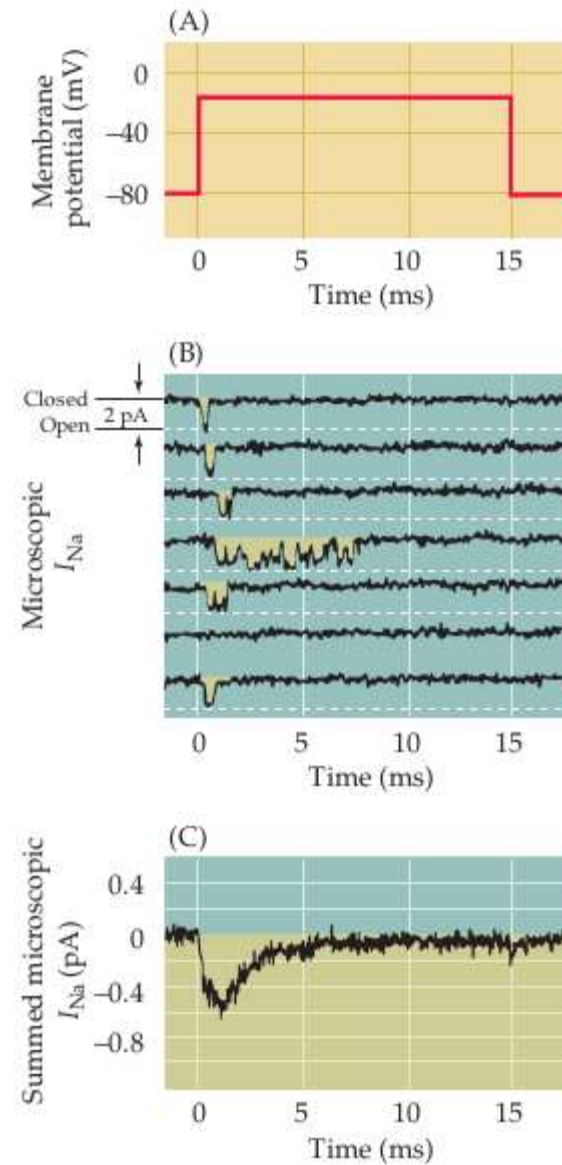 (A)
Membrane
potential (mV)
0
–40
–80
0 5 10 15
Time (ms)
(B)
Closed
Open
2 pA
Microscopic
I_Na
0 5 10 15
Time (ms)
(C)
Summed microscopic
I_Na (pA)
0.4
0
–0.4
–0.8
0 5 10 15
Time (ms)